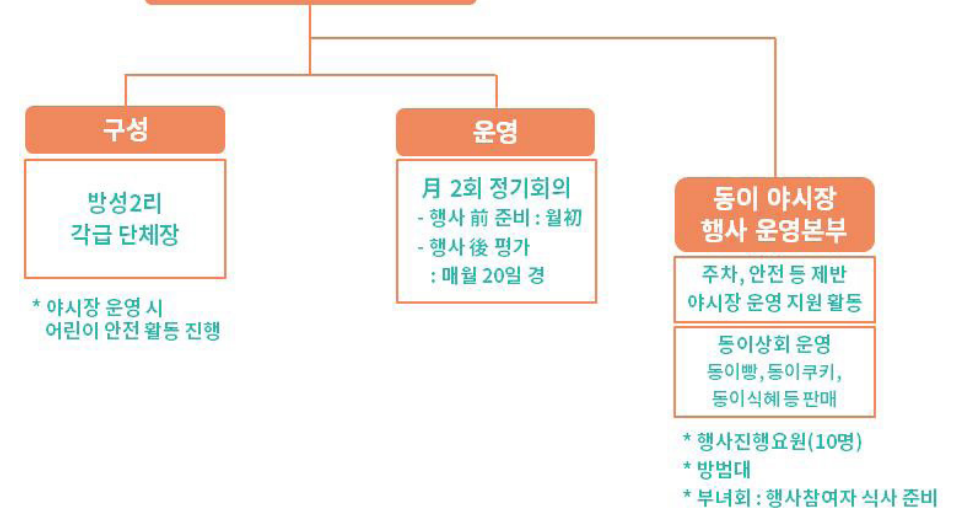 구성
방성2리
각급 단체장
* 야시장 운영 시
어린이 안전 활동 진행
운영
月 2회 정기회의
- 행사 前 준비 : 월初
- 행사 後 평가
: 매월 20일 경
동이 야시장
행사 운영본부
주차, 안전 등 제반
야시장 운영 지원 활동
동이상회 운영
동이빵, 동이쿠키,
동이식혜 등 판매
* 행사진행요원(10명)
* 방범대
* 부녀회 : 행사참여자 식사 준비